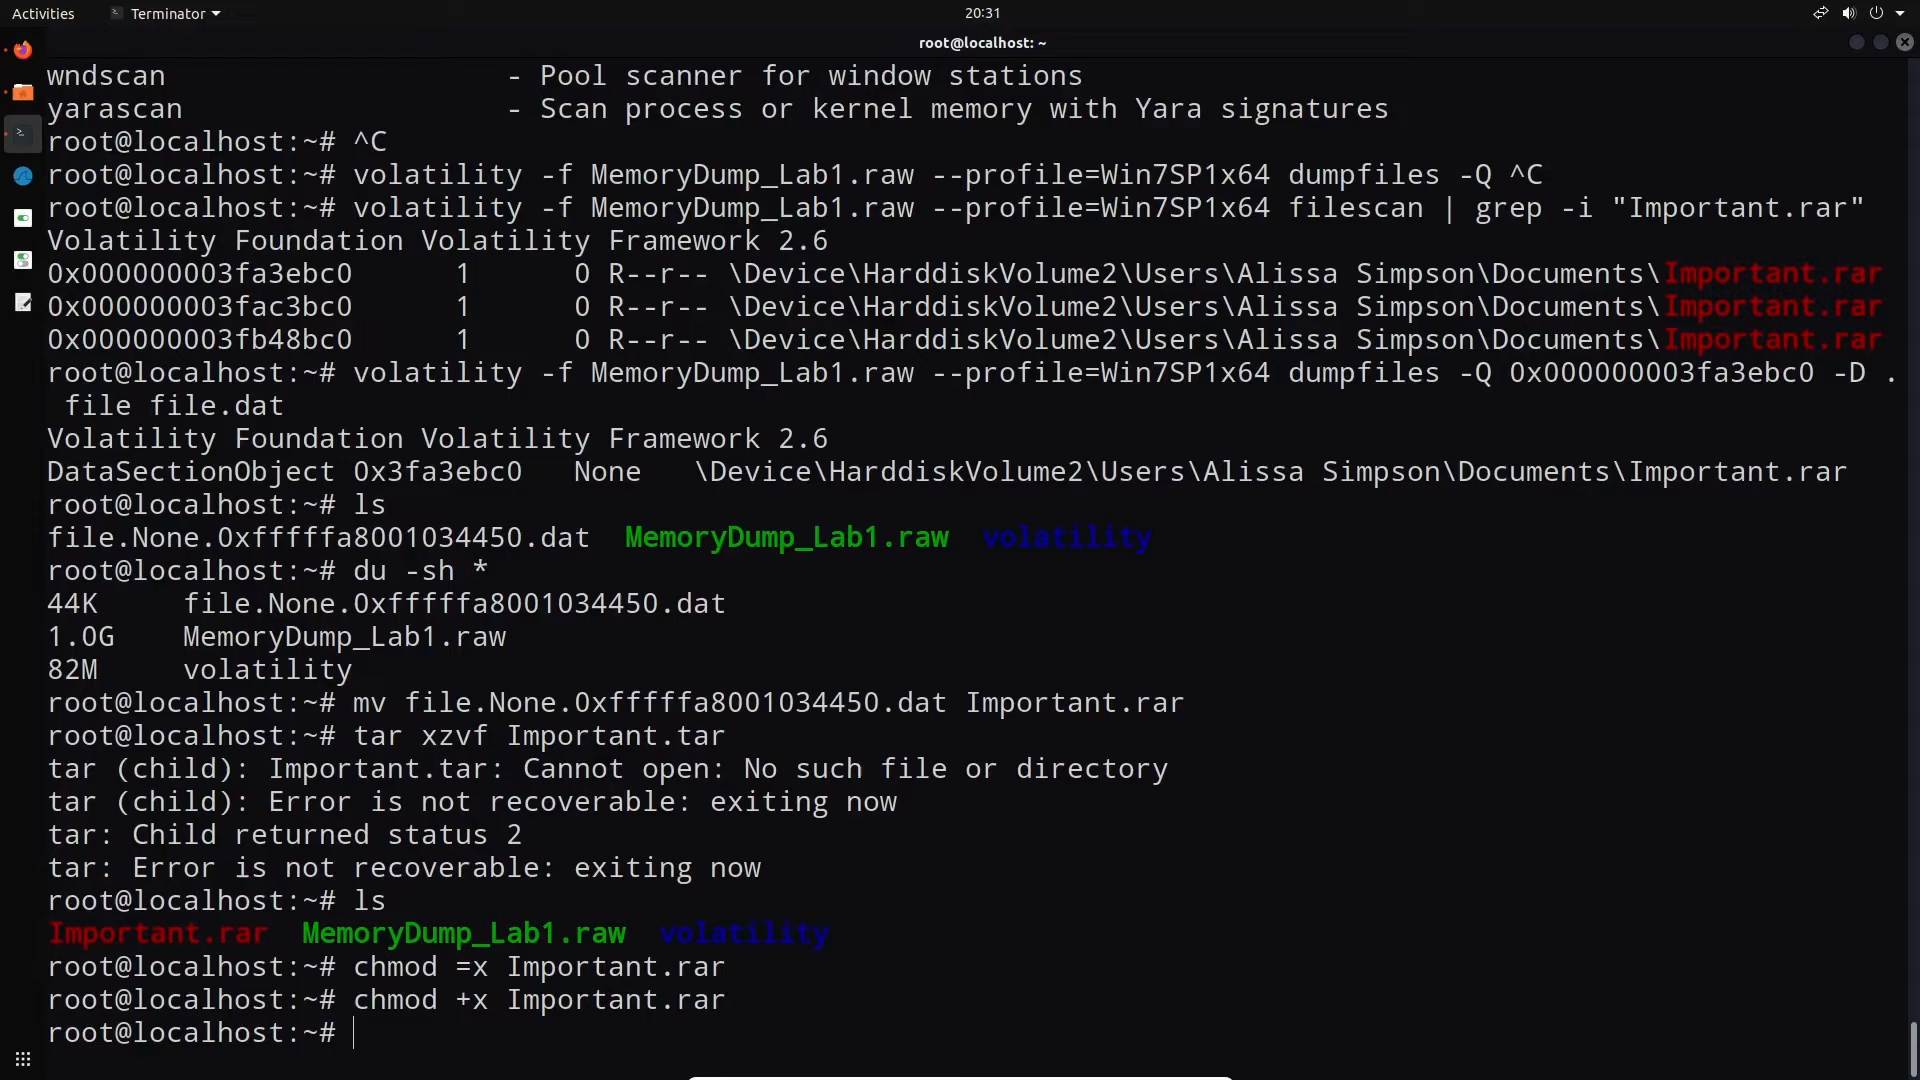 Activities Terminator 20:31
root@localhost: ~
wndscan - Pool scanner for window stations
yarascan - Scan process or kernel memory with Yara signatures
root@localhost:~# ^C
root@localhost:~# volatility -f MemoryDump_Lab1.raw --profile=Win7SP1x64 dumpfiles -Q ^C
root@localhost:~# volatility -f MemoryDump_Lab1.raw --profile=Win7SP1x64 filescan | grep -i "Important.rar"
Volatility Foundation Volatility Framework 2.6
0x000000003fa3ebc0 1 0 R--r-- \Device\HarddiskVolume2\Users\Alissa Simpson\Documents\Important.rar
0x000000003fac3bc0 1 0 R--r-- \Device\HarddiskVolume2\Users\Alissa Simpson\Documents\Important.rar
0x000000003fb48bc0 1 0 R--r-- \Device\HarddiskVolume2\Users\Alissa Simpson\Documents\Important.rar
root@localhost:~# volatility -f MemoryDump_Lab1.raw --profile=Win7SP1x64 dumpfiles -Q 0x000000003fa3ebc0 -D .
file file.dat
Volatility Foundation Volatility Framework 2.6
DataSectionObject 0x3fa3ebc0 None \Device\HarddiskVolume2\Users\Alissa Simpson\Documents\Important.rar
root@localhost:~# ls
file.None.0xfffffa8001034450.dat MemoryDump_Lab1.raw volatility
root@localhost:~# du -sh *
44K file.None.0xfffffa8001034450.dat
1.0G MemoryDump_Lab1.raw
82M volatility
root@localhost:~# mv file.None.0xfffffa8001034450.dat Important.rar
root@localhost:~# tar xzvf Important.tar
tar (child): Important.tar: Cannot open: No such file or directory
tar (child): Error is not recoverable: exiting now
tar: Child returned status 2
tar: Error is not recoverable: exiting now
root@localhost:~# ls
Important.rar MemoryDump_Lab1.raw volatility
root@localhost:~# chmod =x Important.rar
root@localhost:~# chmod +x Important.rar
root@localhost:~#